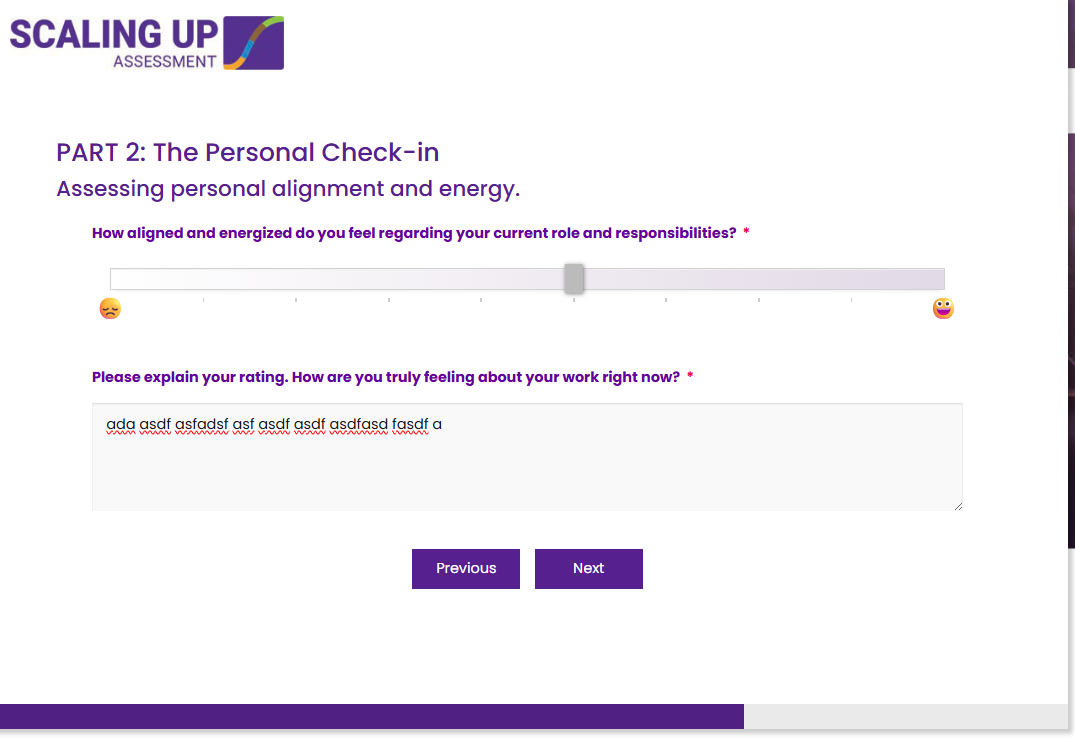 SCALING UP
ASSESSMENT
PART 2: The Personal Check-in
Assessing personal alignment and energy.
How aligned and energized do you feel regarding your current role and responsibilities? *
Please explain your rating. How are you truly feeling about your work right now? *
ada asdf asfadsf asf asdf asdf asdfasd fasdf a
Previous Next